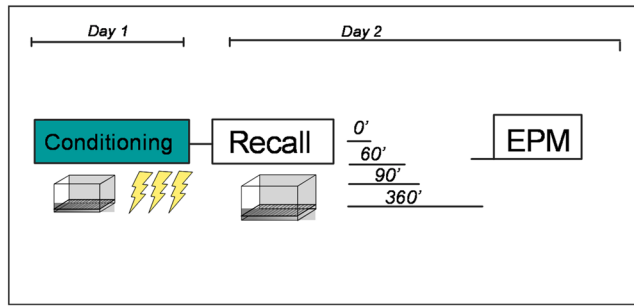 Day 1
Day 2
Conditioning
Recall
0'
60'
90'
360'
EPM